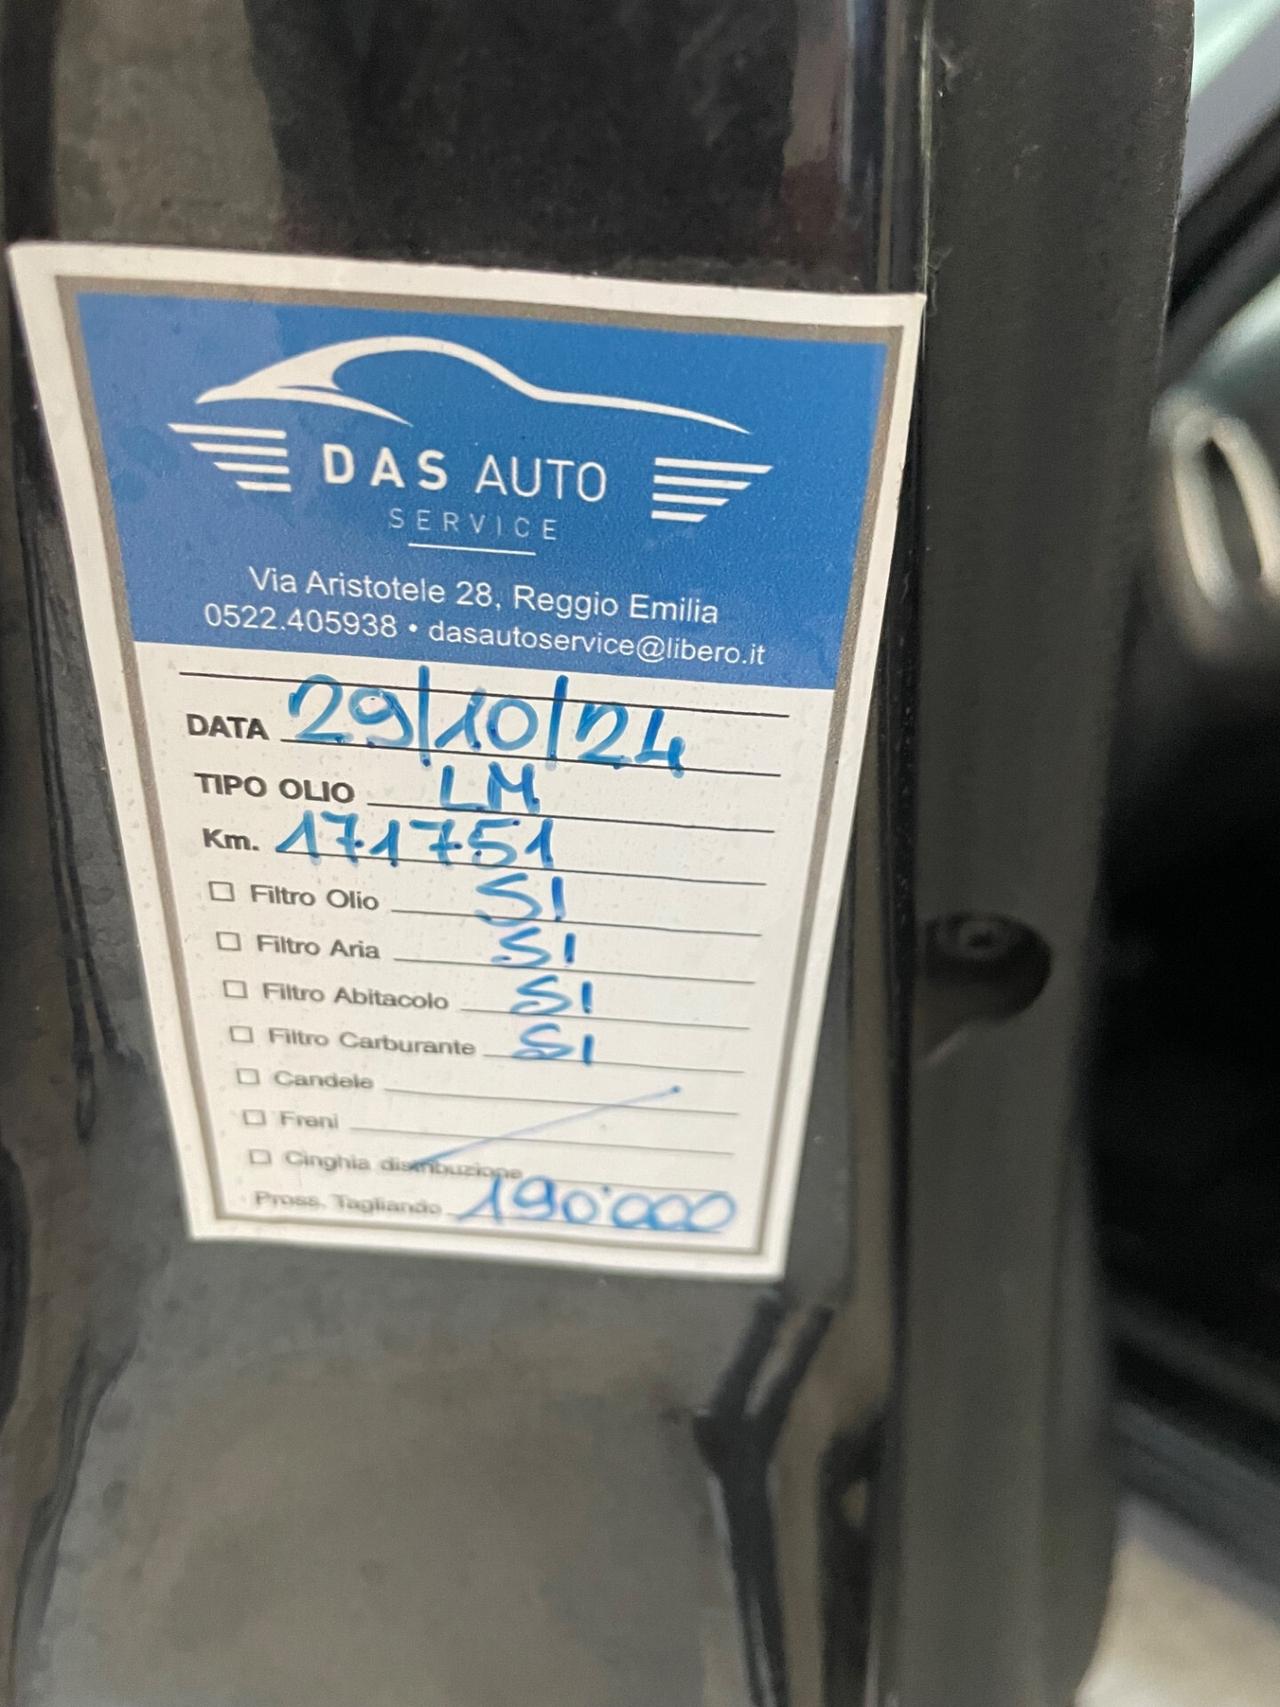 DAS AUTO
SERVICE
Via Aristotele 28, Reggio Emilia
0522.405938 • dasautoservice@libero.it
DATA 29/10/24
TIPO OLIO LM
Km. 171751
Filtro Olio SI
Filtro Aria SI
Filtro Abitacolo SI
Filtro Carburante SI
Candele
Freni
Cinghia distribuzione
Pross. Tagliando 190'000